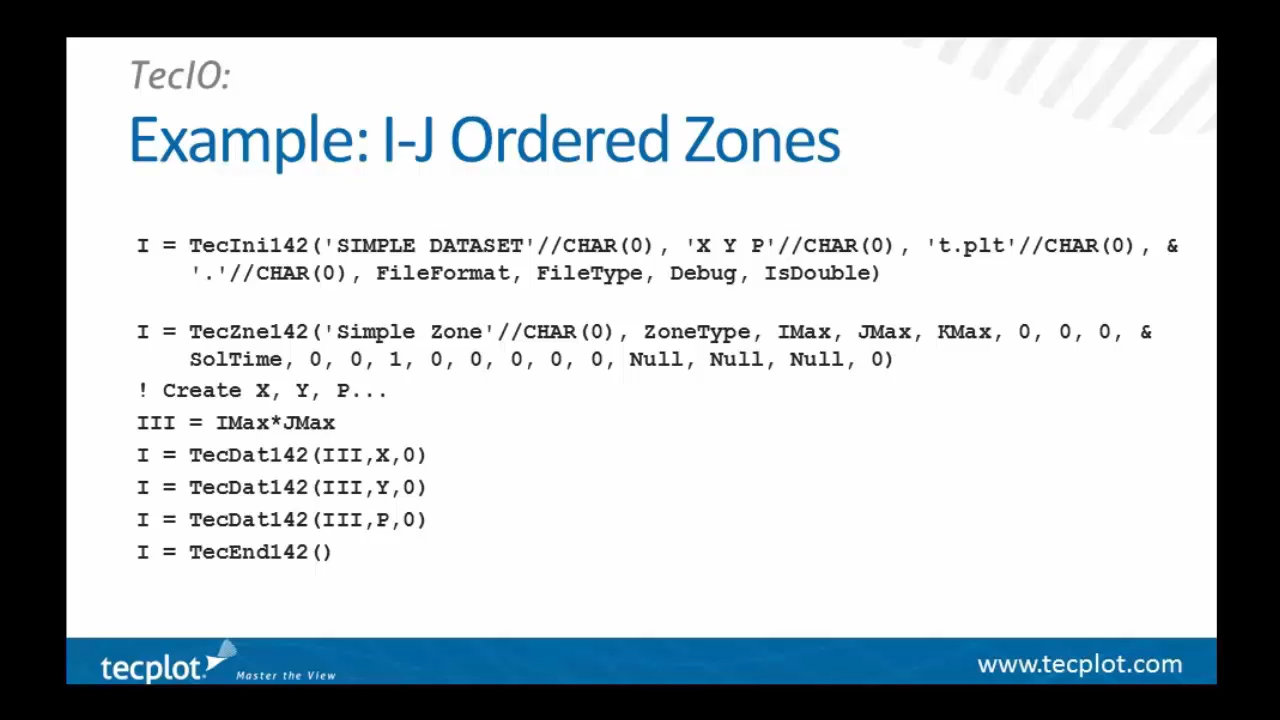 TecIO:
Example: I-J Ordered Zones
I = TecIni142('SIMPLE DATASET'//CHAR(0), 'X Y P'//CHAR(0), 't.plt'//CHAR(0), &
'.'//CHAR(0), FileFormat, FileType, Debug, IsDouble)
I = TecZne142('Simple Zone'//CHAR(0), ZoneType, IMax, JMax, KMax, 0, 0, 0, &
SolTime, 0, 0, 1, 0, 0, 0, 0, 0, Null, Null, Null, 0)
! Create X, Y, P...
III = IMax*JMax
I = TecDat142(III,X,0)
I = TecDat142(III,Y,0)
I = TecDat142(III,P,0)
I = TecEnd142()
tecplot. Master the View
www.tecplot.com